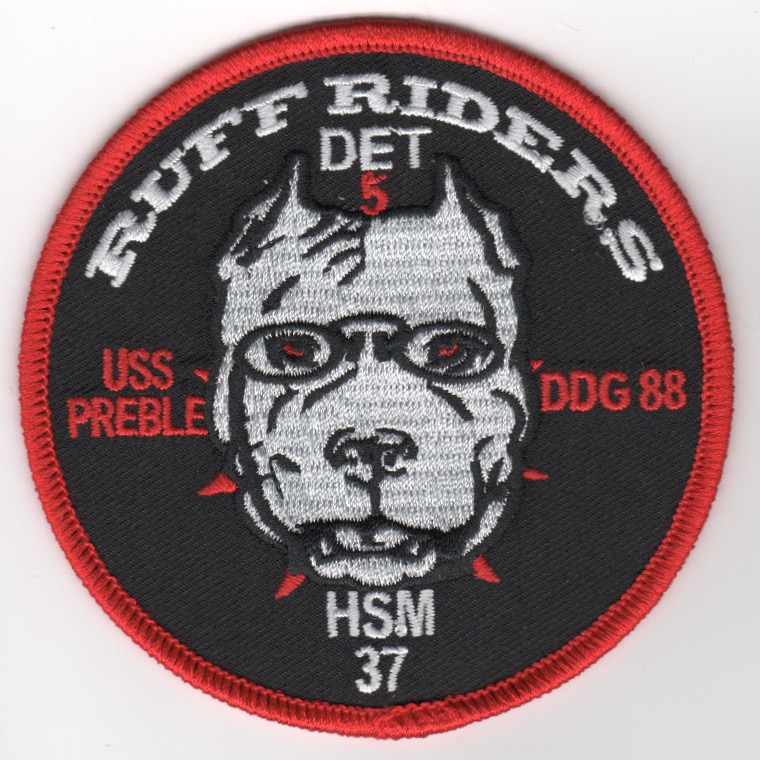 RUFF RIDERS
DET
5
USS
PREBLE
DDG 88
HSM
37